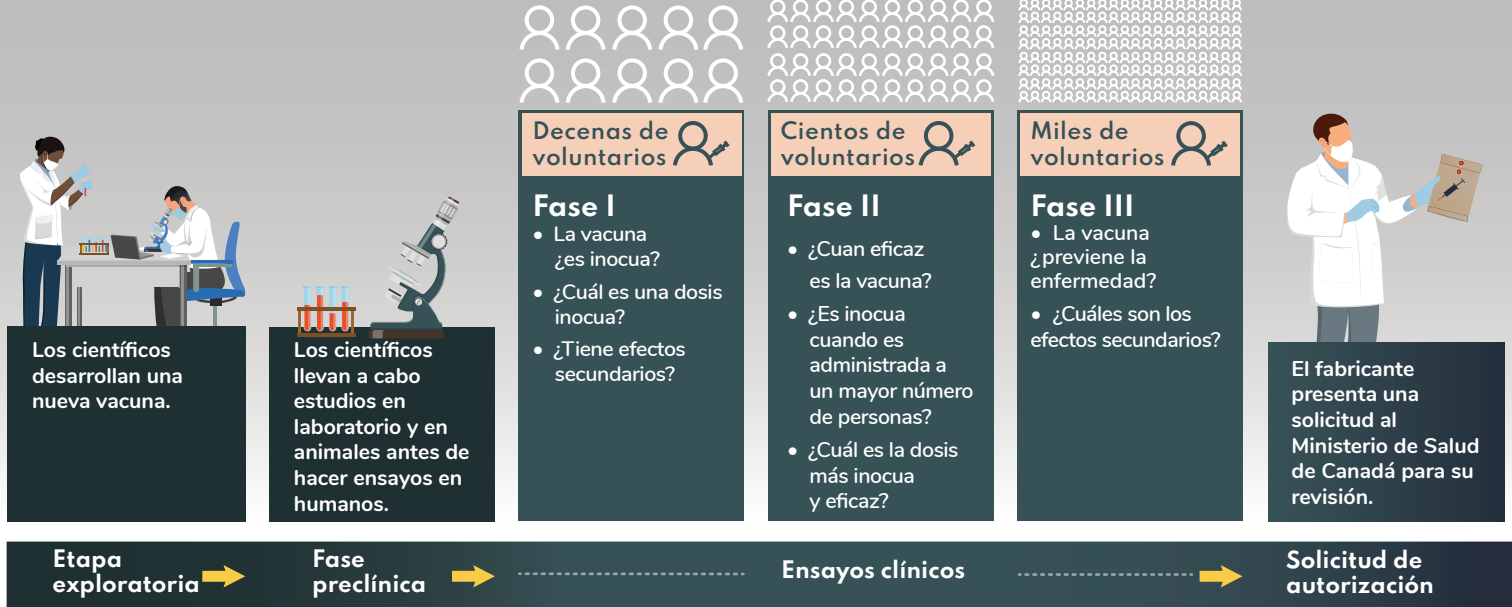 Los científicos
desarrollan una
nueva vacuna.
Los científicos
llevan a cabo
estudios en
laboratorio y en
animales antes de
hacer ensayos en
humanos.
Decenas de
voluntarios
Fase I
• La vacuna
¿es inocua?
• ¿Cuál es una dosis
inocua?
• ¿Tiene efectos
secundarios?
Cientos de
voluntarios
Fase II
• ¿Cuan eficaz
es la vacuna?
• ¿Es inocua
cuando es
administrada a
un mayor número
de personas?
• ¿Cuál es la dosis
más inocua
y eficaz?
Miles de
voluntarios
Fase III
• La vacuna
¿previene la
enfermedad?
• ¿Cuáles son los
efectos secundarios?
El fabricante
presenta una
solicitud al
Ministerio de Salud
de Canadá para su
revisión.
Etapa
exploratoria
Fase
preclínica
Ensayos clínicos
Solicitud de
autorización